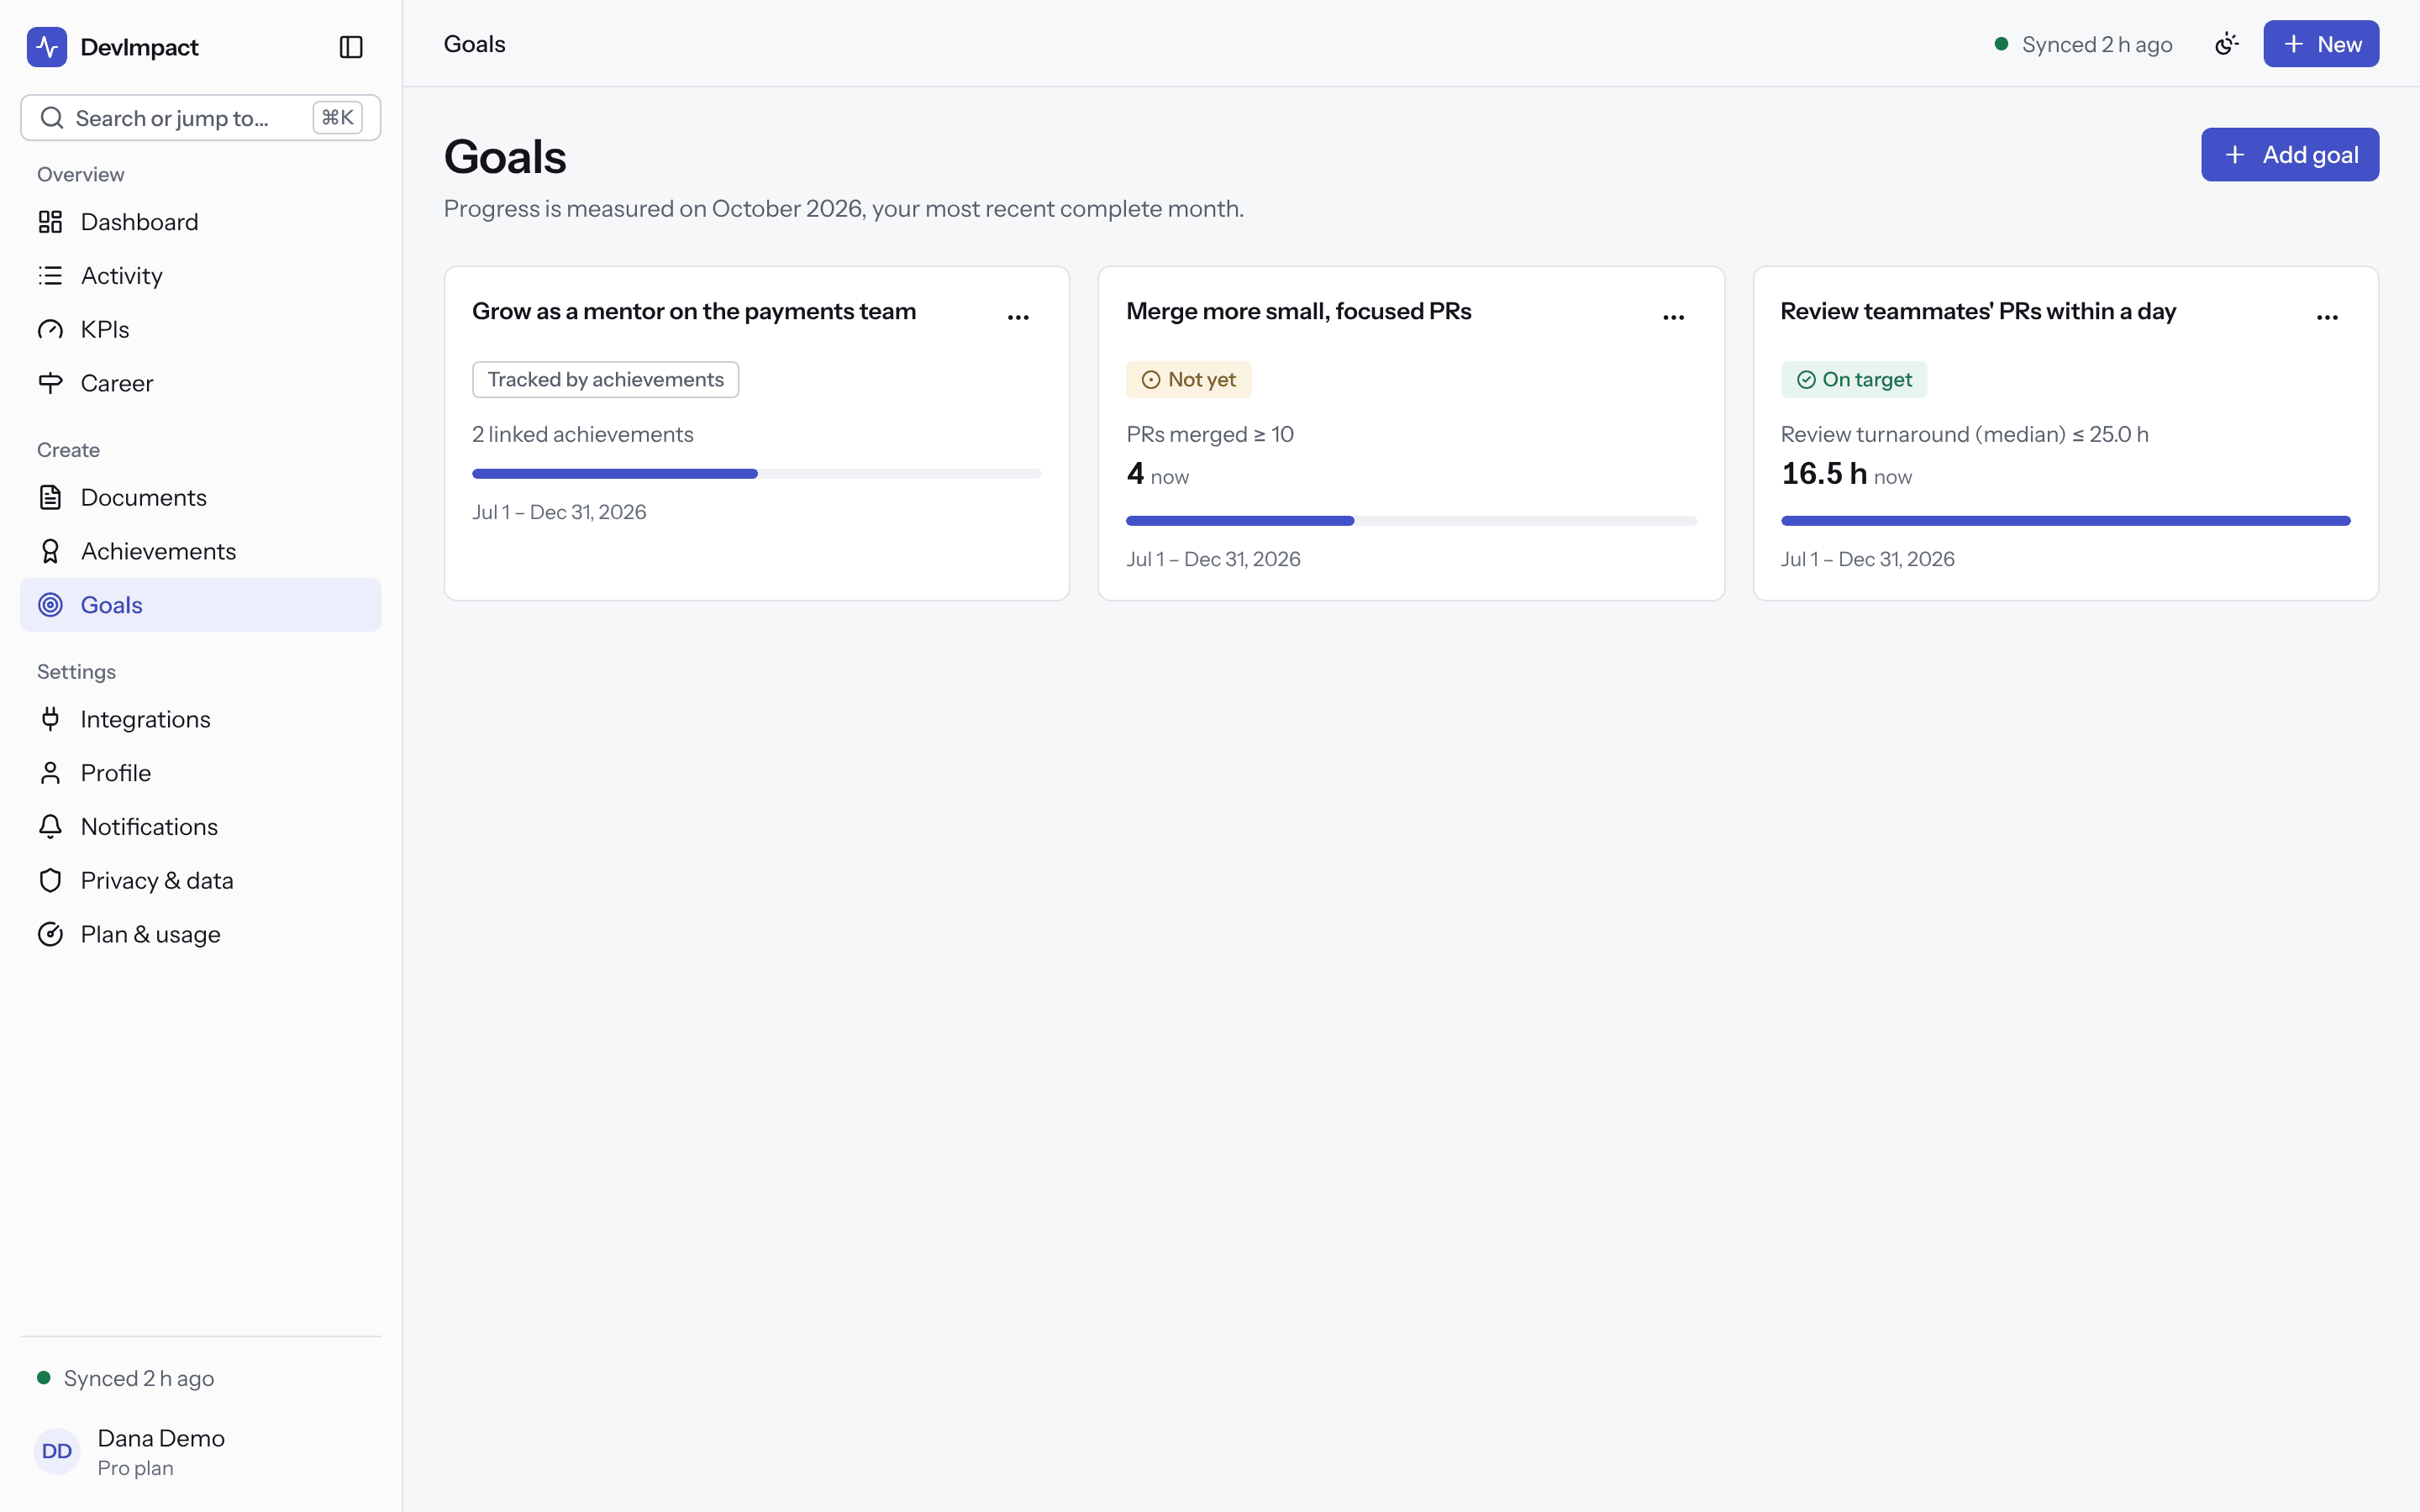 DevImpact
Search or jump to...
⌘K
Overview
Dashboard
Activity
KPIs
Career
Create
Documents
Achievements
Goals
Settings
Integrations
Profile
Notifications
Privacy & data
Plan & usage
Synced 2 h ago
DD
Dana Demo
Pro plan
Goals
Synced 2 h ago
New
Goals
Add goal
Progress is measured on October 2026, your most recent complete month.
Grow as a mentor on the payments team
Tracked by achievements
2 linked achievements
Jul 1 – Dec 31, 2026
Merge more small, focused PRs
Not yet
PRs merged ≥ 10
4 now
Jul 1 – Dec 31, 2026
Review teammates' PRs within a day
On target
Review turnaround (median) ≤ 25.0 h
16.5 h now
Jul 1 – Dec 31, 2026